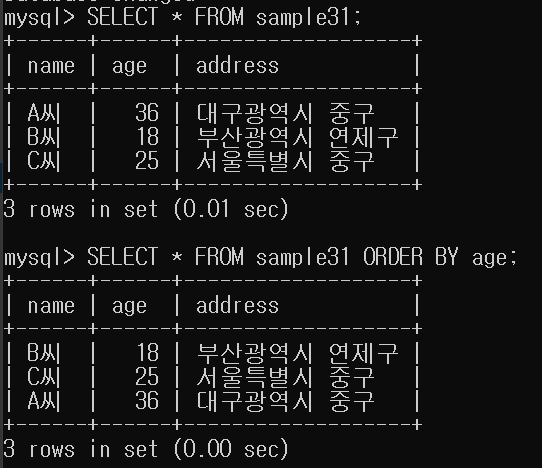 Database changed
mysql> SELECT * FROM sample31;
+------+------+---------------------+
| name | age  | address             |
+------+------+---------------------+
| A씨  |   36 | 대구광역시 중구     |
| B씨  |   18 | 부산광역시 연제구 |
| C씨  |   25 | 서울특별시 중구     |
+------+------+---------------------+
3 rows in set (0.01 sec)
mysql> SELECT * FROM sample31 ORDER BY age;
+------+------+---------------------+
| name | age  | address             |
+------+------+---------------------+
| B씨  |   18 | 부산광역시 연제구 |
| C씨  |   25 | 서울특별시 중구     |
| A씨  |   36 | 대구광역시 중구     |
+------+------+---------------------+
3 rows in set (0.00 sec)